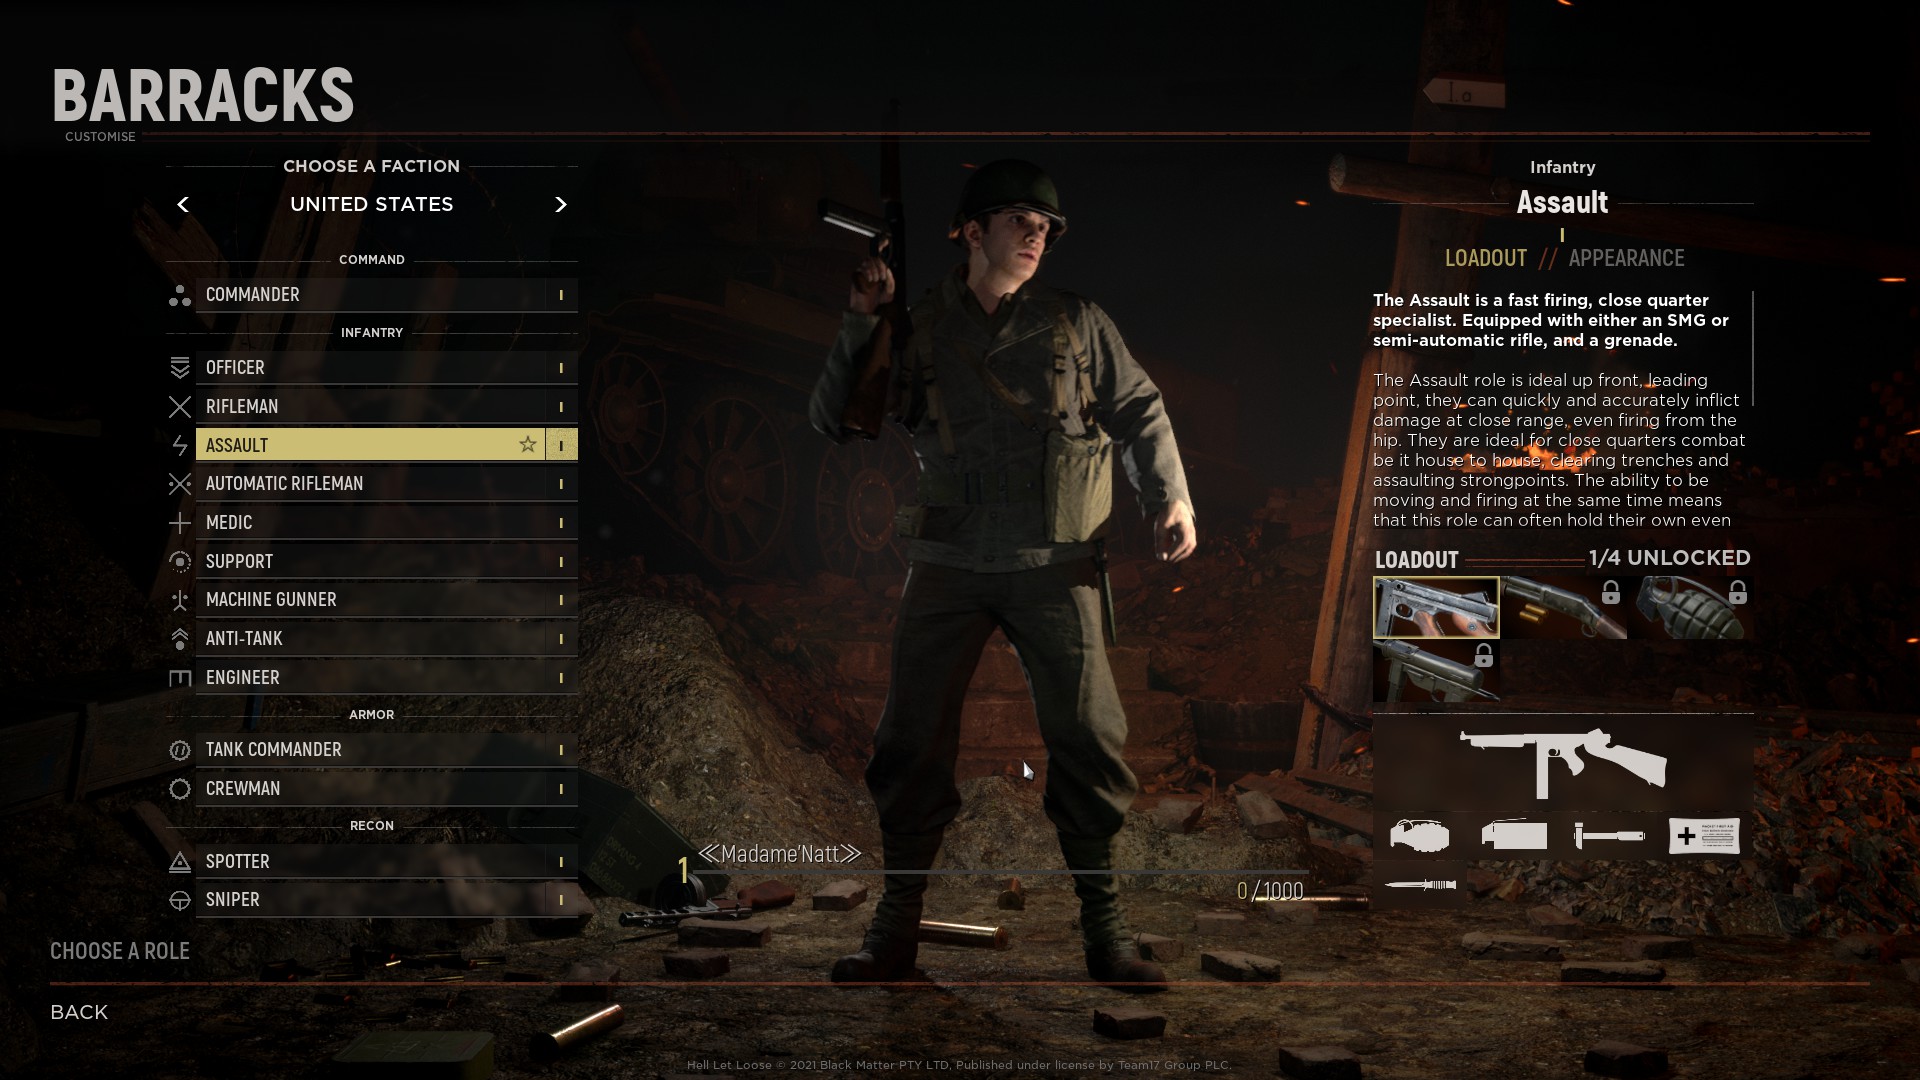 BARRACKS
CUSTOMISE
CHOOSE A FACTION
UNITED STATES
COMMAND
COMMANDER I
INFANTRY
OFFICER I
RIFLEMAN I
ASSAULT I
AUTOMATIC RIFLEMAN I
MEDIC I
SUPPORT I
MACHINE GUNNER I
ANTI-TANK I
ENGINEER I
ARMOR
TANK COMMANDER I
CREWMAN I
RECON
SPOTTER I
SNIPER I
CHOOSE A ROLE
BACK
1
≪Madame'Natt≫
0/1000
I.a
Infantry
Assault
I
LOADOUT // APPEARANCE
The Assault is a fast firing, close quarter
specialist. Equipped with either an SMG or
semi-automatic rifle, and a grenade.
The Assault role is ideal up front, leading
point, they can quickly and accurately inflict
damage at close range, even firing from the
hip. They are ideal for close quarters combat
be it house to house, clearing trenches and
assaulting strongpoints. The ability to be
moving and firing at the same time means
that this role can often hold their own even
LOADOUT 1/4 UNLOCKED
Hell Let Loose © 2021 Black Matter PTY LTD, Published under license by Team17 Group PLC.